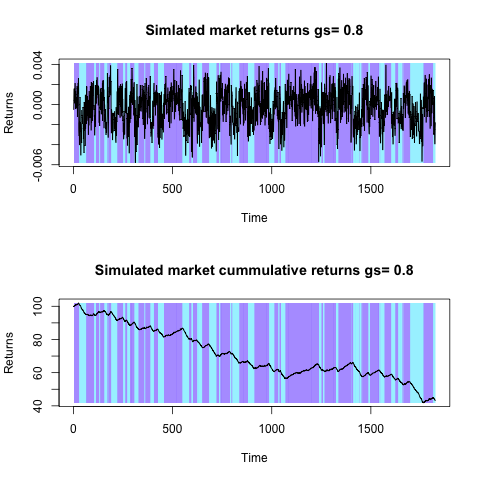 Simlated market returns gs= 0.8
Returns
0.004
0.000
-0.006
0
500
1000
1500
Time
Simulated market cummulative returns gs= 0.8
Returns
100
80
60
40
0
500
1000
1500
Time